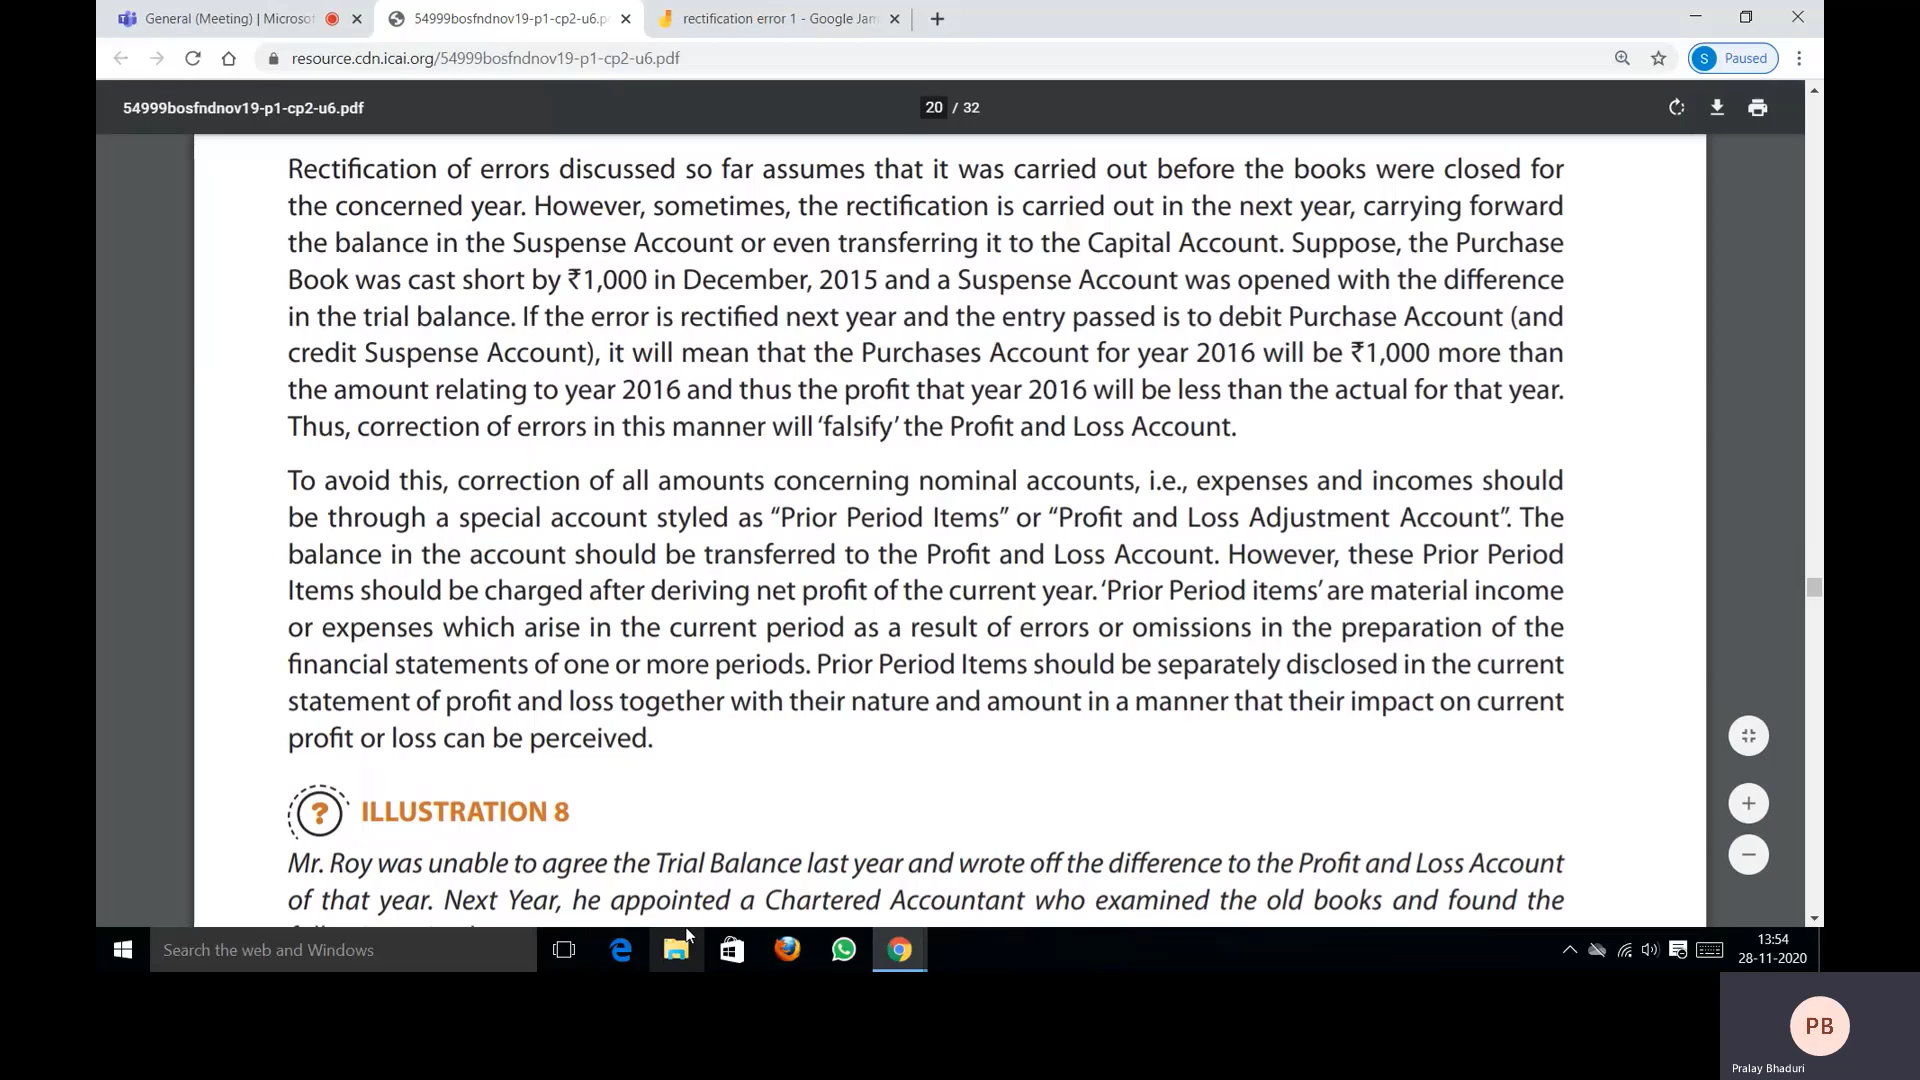 General (Meeting) | Microso
54999bosfndnov19-p1-cp2-u6.p
rectification error 1 - Google Jam
resource.cdn.icai.org/54999bosfndnov19-p1-cp2-u6.pdf
S Paused
54999bosfndnov19-p1-cp2-u6.pdf
20 / 32
Rectification of errors discussed so far assumes that it was carried out before the books were closed for
the concerned year. However, sometimes, the rectification is carried out in the next year, carrying forward
the balance in the Suspense Account or even transferring it to the Capital Account. Suppose, the Purchase
Book was cast short by ₹1,000 in December, 2015 and a Suspense Account was opened with the difference
in the trial balance. If the error is rectified next year and the entry passed is to debit Purchase Account (and
credit Suspense Account), it will mean that the Purchases Account for year 2016 will be ₹1,000 more than
the amount relating to year 2016 and thus the profit that year 2016 will be less than the actual for that year.
Thus, correction of errors in this manner will ‘falsify’ the Profit and Loss Account.
To avoid this, correction of all amounts concerning nominal accounts, i.e., expenses and incomes should
be through a special account styled as “Prior Period Items” or “Profit and Loss Adjustment Account”. The
balance in the account should be transferred to the Profit and Loss Account. However, these Prior Period
Items should be charged after deriving net profit of the current year. ‘Prior Period items’ are material income
or expenses which arise in the current period as a result of errors or omissions in the preparation of the
financial statements of one or more periods. Prior Period Items should be separately disclosed in the current
statement of profit and loss together with their nature and amount in a manner that their impact on current
profit or loss can be perceived.
? ILLUSTRATION 8
Mr. Roy was unable to agree the Trial Balance last year and wrote off the difference to the Profit and Loss Account
of that year. Next Year, he appointed a Chartered Accountant who examined the old books and found the
Search the web and Windows
13:54
28-11-2020
PB
Pralay Bhaduri